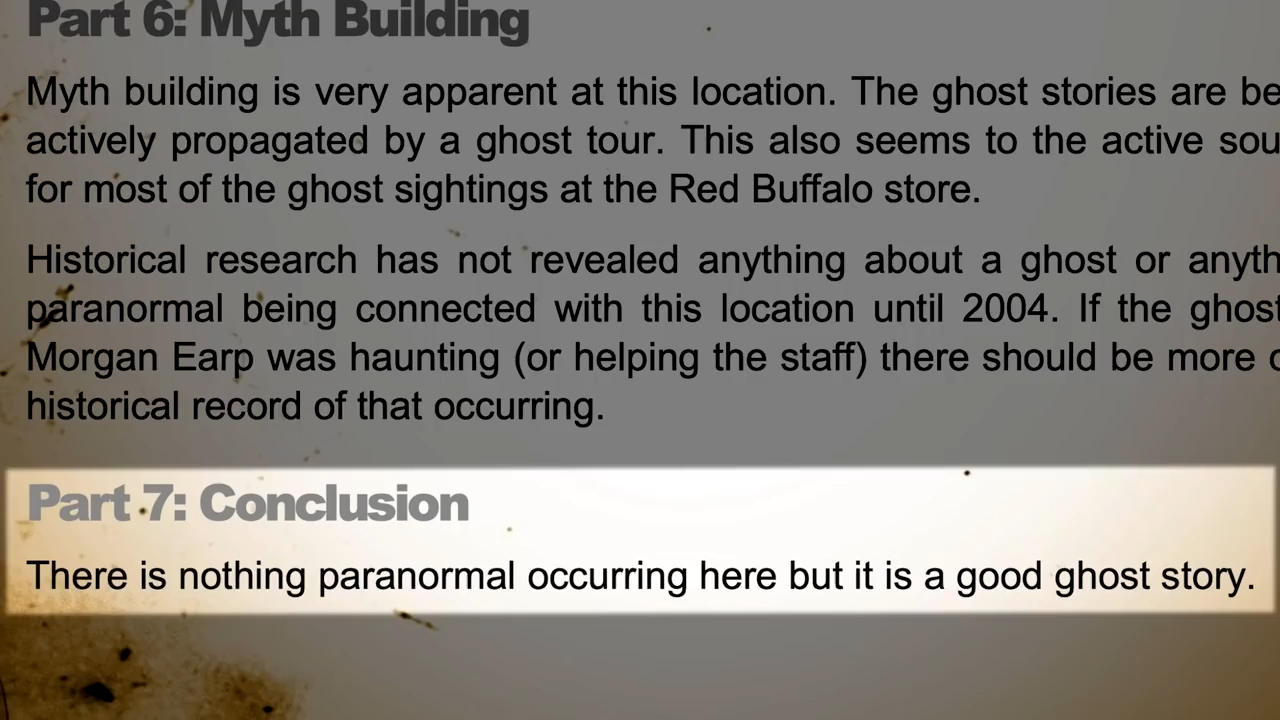 Part 6: Myth Building
Myth building is very apparent at this location. The ghost stories are
actively propagated by a ghost tour. This also seems to the active
for most of the ghost sightings at the Red Buffalo store.
Historical research has not revealed anything about a ghost or
paranormal being connected with this location until 2004. If the
Morgan Earp was haunting (or helping the staff) there should be more
historical record of that occurring.
Part 7: Conclusion
There is nothing paranormal occurring here but it is a good ghost story.